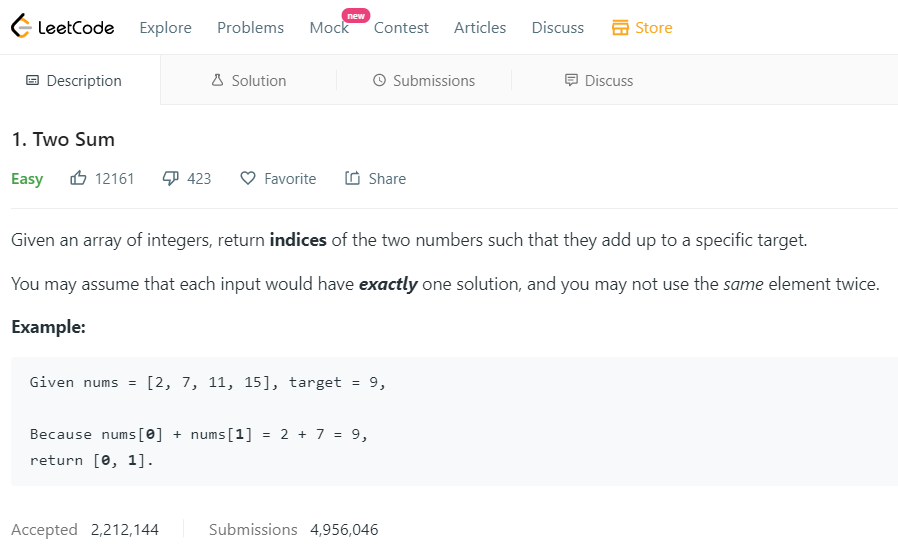 LeetCode Explore Problems Mock new Contest Articles Discuss Store
Description Solution Submissions Discuss
1. Two Sum
Easy 12161 423 Favorite Share
Given an array of integers, return indices of the two numbers such that they add up to a specific target.
You may assume that each input would have exactly one solution, and you may not use the same element twice.
Example:
Given nums = [2, 7, 11, 15], target = 9,
Because nums[0] + nums[1] = 2 + 7 = 9,
return [0, 1].
Accepted 2,212,144 Submissions 4,956,046